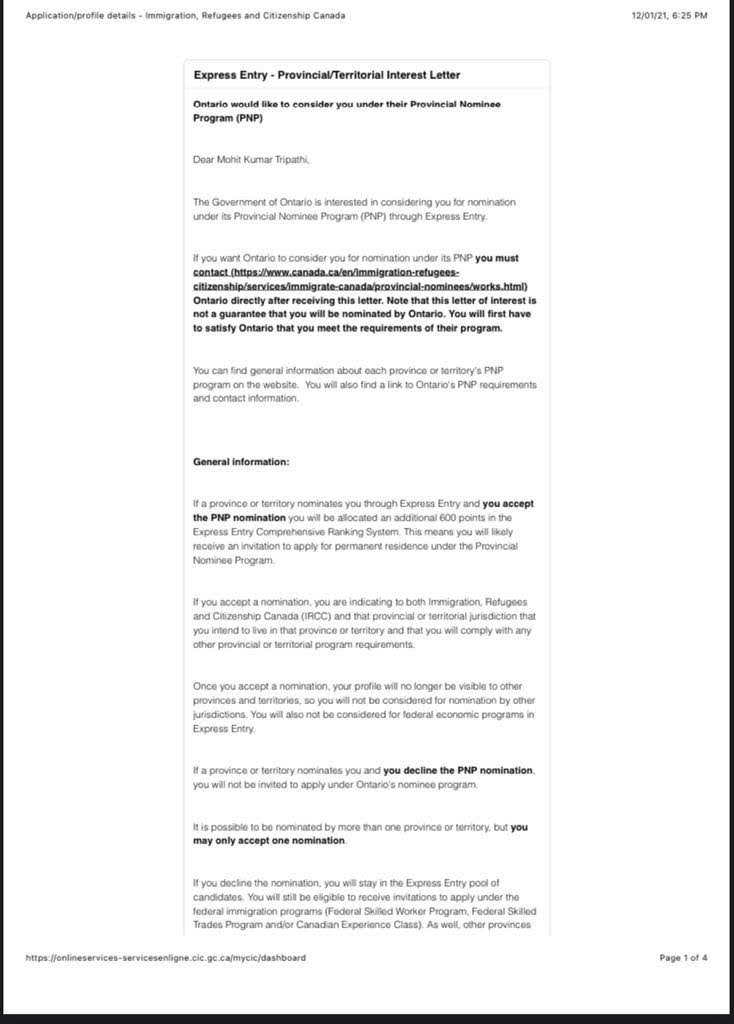 Application/profile details - Immigration, Refugees and Citizenship Canada
12/01/21, 6:25 PM
Express Entry - Provincial/Territorial Interest Letter
Ontario would like to consider you under their Provincial Nominee
Program (PNP)
Dear Mohit Kumar Tripathi,
The Government of Ontario is interested in considering you for nomination
under its Provincial Nominee Program (PNP) through Express Entry.
If you want Ontario to consider you for nomination under its PNP you must
contact (https://www.canada.ca/en/immigration-refugees-
citizenship/services/immigrate-canada/provincial-nominees/works.html)
Ontario directly after receiving this letter. Note that this letter of interest is
not a guarantee that you will be nominated by Ontario. You will first have
to satisfy Ontario that you meet the requirements of their program.
You can find general information about each province or territory's PNP
program on the website. You will also find a link to Ontario's PNP requirements
and contact information.
General information:
If a province or territory nominates you through Express Entry and you accept
the PNP nomination you will be allocated an additional 600 points in the
Express Entry Comprehensive Ranking System. This means you will likely
receive an invitation to apply for permanent residence under the Provincial
Nominee Program.
If you accept a nomination, you are indicating to both Immigration, Refugees
and Citizenship Canada (IRCC) and that provincial or territorial jurisdiction that
you intend to live in that province or territory and that you will comply with any
other provincial or territorial program requirements.
Once you accept a nomination, your profile will no longer be visible to other
provinces and territories, so you will not be considered for nomination by other
jurisdictions. You will also not be considered for federal economic programs in
Express Entry.
If a province or territory nominates you and you decline the PNP nomination,
you will not be invited to apply under Ontario's nominee program.
It is possible to be nominated by more than one province or territory, but you
may only accept one nomination.
If you decline the nomination, you will stay in the Express Entry pool of
candidates. You will still be eligible to receive invitations to apply under the
federal immigration programs (Federal Skilled Worker Program, Federal Skilled
Trades Program and/or Canadian Experience Class). As well, other provinces
https://onlineservices-servicesenligne.cic.gc.ca/mycic/dashboard
Page 1 of 4